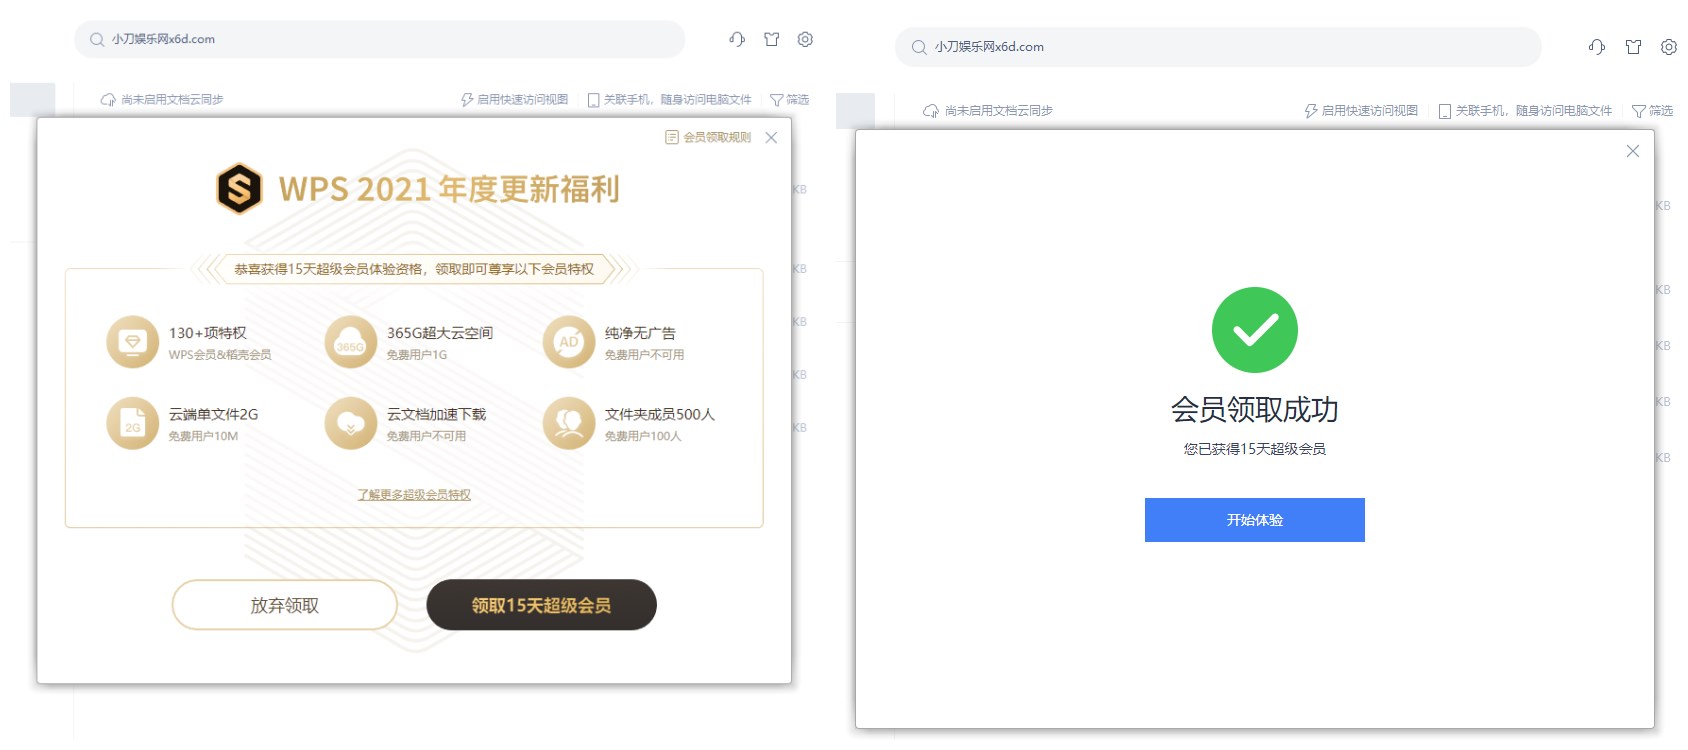 小刀娱乐网x6d.com
尚未启用文档云同步
启用快速访问视图
关联手机，随身访问电脑文件
筛选
会员领取规则
WPS 2021 年度更新福利
恭喜获得15天超级会员体验资格，领取即可尊享以下会员特权
130+项特权
WPS会员&稻壳会员
365G
365G超大云空间
免费用户1G
AD
纯净无广告
免费用户不可用
2G
云端单文件2G
免费用户10M
云文档加速下载
免费用户不可用
文件夹成员500人
免费用户100人
了解更多超级会员特权
放弃领取
领取15天超级会员
KB
KB
KB
KB
KB
小刀娱乐网x6d.com
尚未启用文档云同步
启用快速访问视图
关联手机，随身访问电脑文件
筛选
会员领取成功
您已获得15天超级会员
开始体验
KB
KB
KB
KB
KB